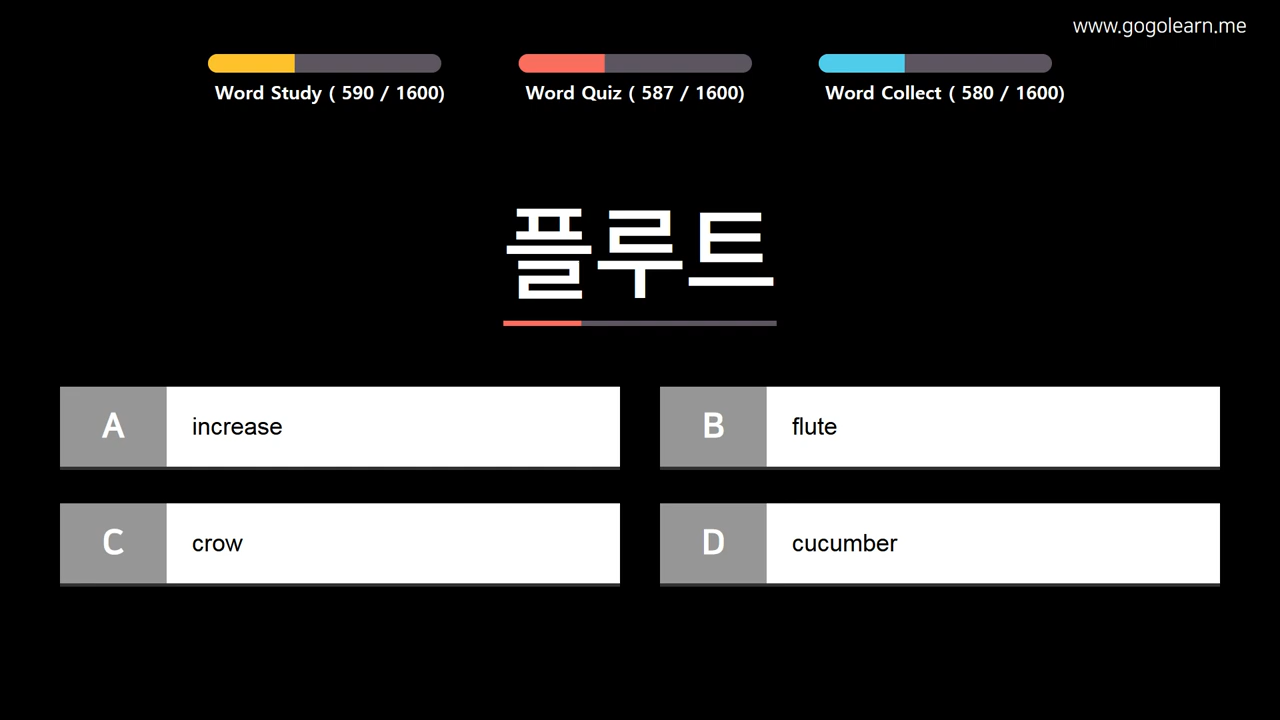 www.gogolearn.me
Word Study ( 590 / 1600)
Word Quiz ( 587 / 1600)
Word Collect ( 580 / 1600)
플루트
A increase
B flute
C crow
D cucumber